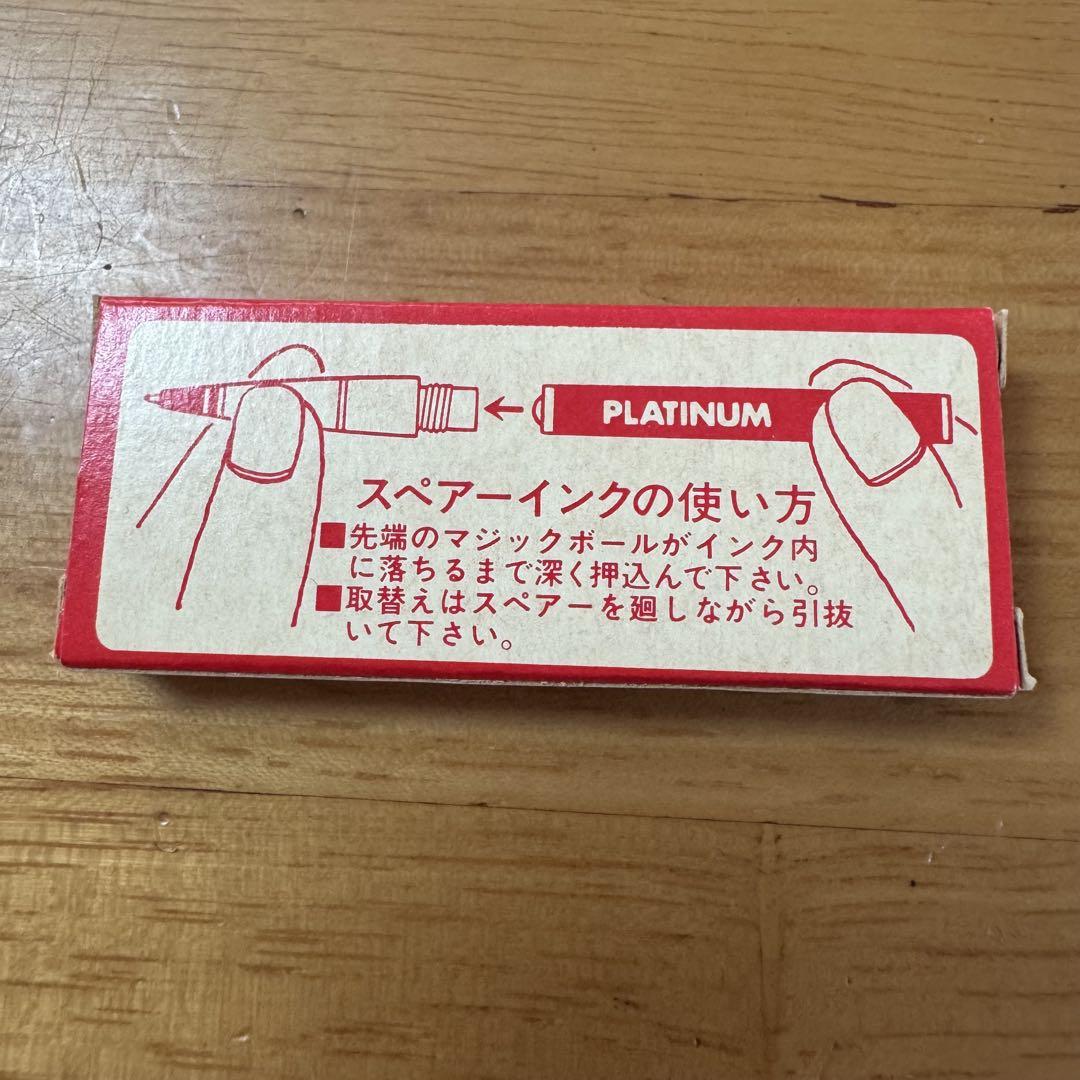 PLATINUM
スペアーインクの使い方
■先端のマジックボールがインク内
に落ちるまで深く押込んで下さい。
■取替えはスペアーを廻しながら引抜
いて下さい。